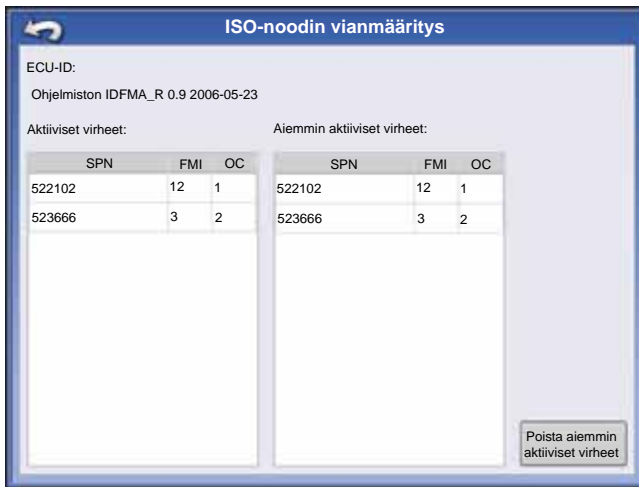 ISO-noodin vianmääritys
ECU-ID:
Ohjelmiston IDFMA_R 0.9 2006-05-23
Aktiiviset virheet:
Aiemmin aktiiviset virheet:
SPN FMI OC SPN FMI OC
522102 12 1 522102 12 1
523666 3 2 523666 3 2
Poista aiemmin
aktiiviset virheet